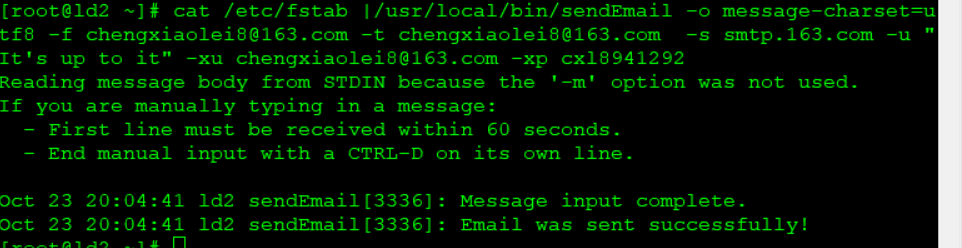 [root@ld2 ~]# cat /etc/fstab |/usr/local/bin/sendEmail -o message-charset=u
tf8 -f chengxiaolei8@163.com -t chengxiaolei8@163.com  -s smtp.163.com -u "
It's up to it" -xu chengxiaolei8@163.com -xp cxl8941292
Reading message body from STDIN because the '-m' option was not used.
If you are manually typing in a message:
  - First line must be received within 60 seconds.
  - End manual input with a CTRL-D on its own line.

Oct 23 20:04:41 ld2 sendEmail[3336]: Message input complete.
Oct 23 20:04:41 ld2 sendEmail[3336]: Email was sent successfully!
[root@ld2 ~]#